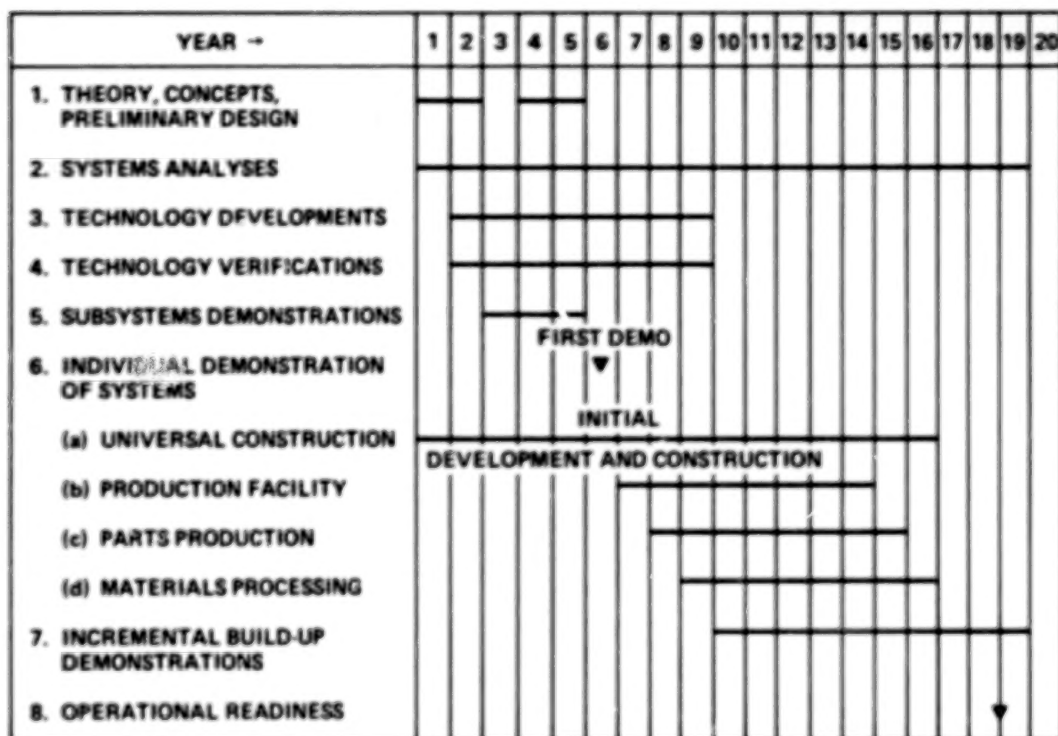 YEAR → 1 2 3 4 5 6 7 8 9 10 11 12 13 14 15 16 17 18 19 20
1. THEORY, CONCEPTS,
PRELIMINARY DESIGN
2. SYSTEMS ANALYSES
3. TECHNOLOGY DEVELOPMENTS
4. TECHNOLOGY VERIFICATIONS
5. SUBSYSTEMS DEMONSTRATIONS
FIRST DEMO
6. INDIVIDUAL DEMONSTRATION
OF SYSTEMS
INITIAL
(a) UNIVERSAL CONSTRUCTION
DEVELOPMENT AND CONSTRUCTION
(b) PRODUCTION FACILITY
(c) PARTS PRODUCTION
(d) MATERIALS PROCESSING
7. INCREMENTAL BUILD-UP
DEMONSTRATIONS
8. OPERATIONAL READINESS